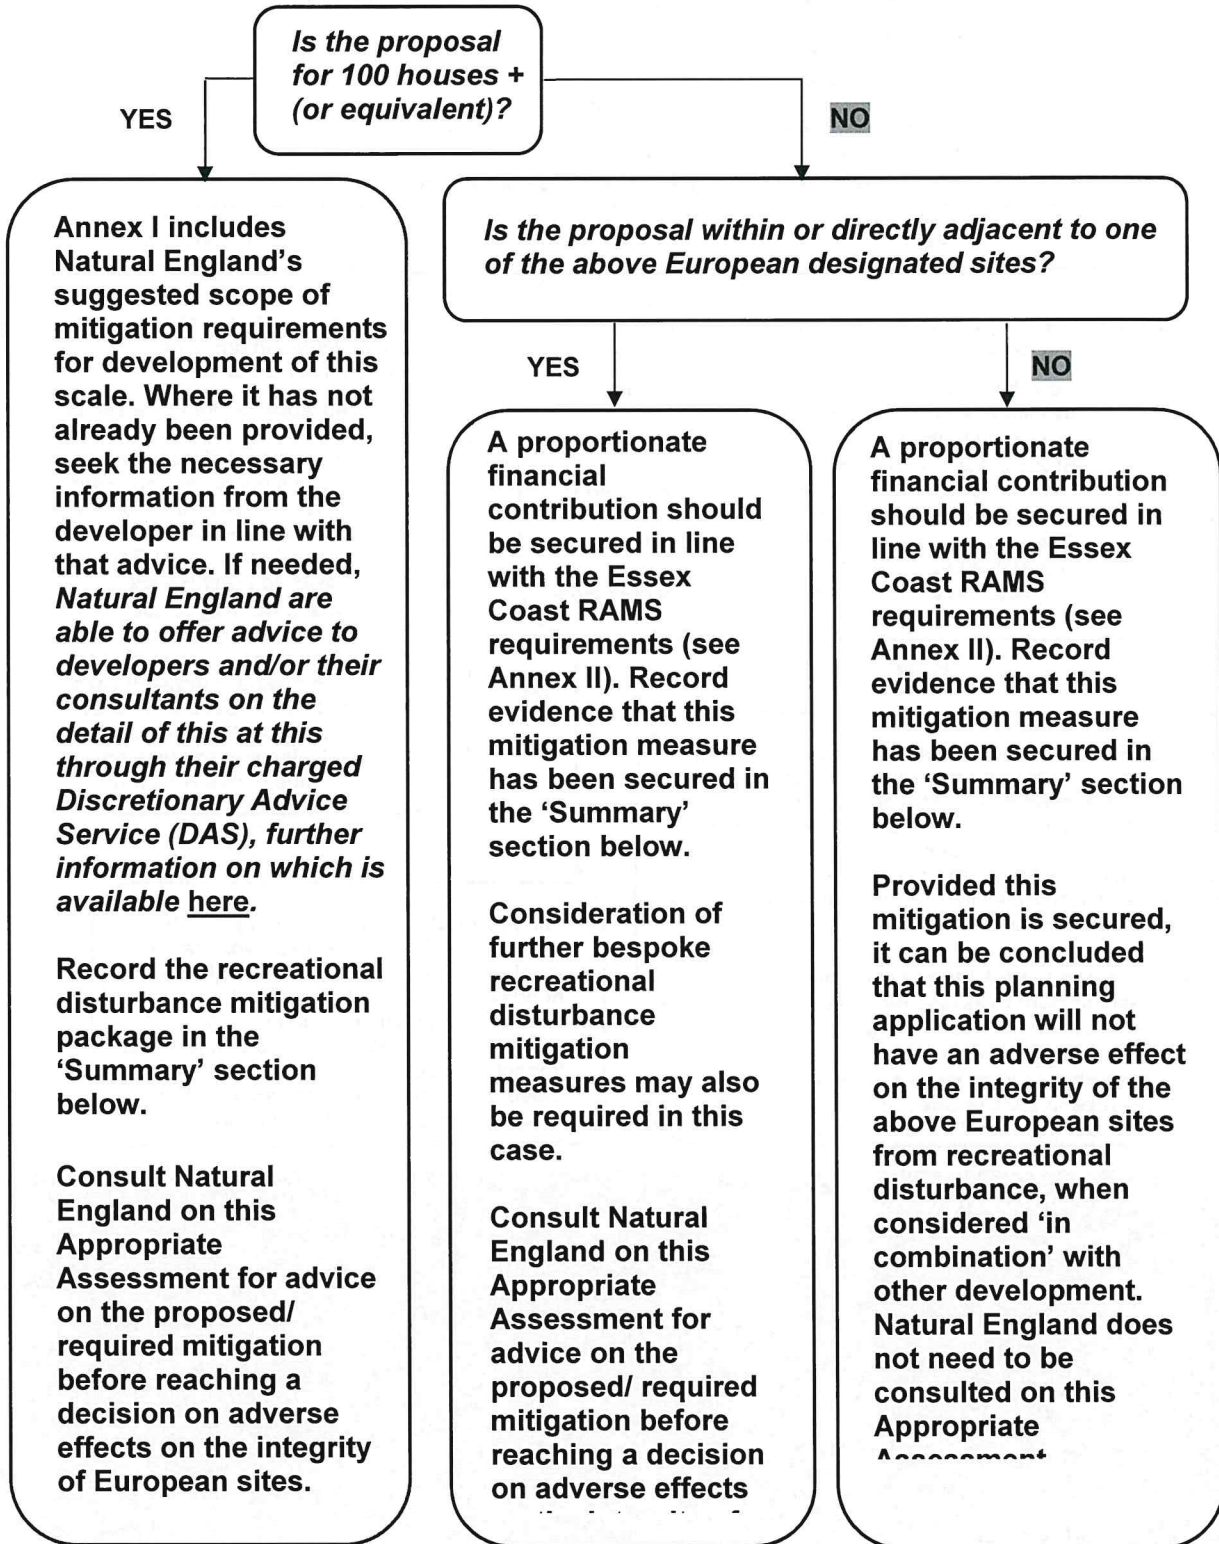 Is the proposal
for 100 houses +
(or equivalent)?
YES
NO
Annex I includes
Natural England's
suggested scope of
mitigation requirements
for development of this
scale. Where it has not
already been provided,
seek the necessary
information from the
developer in line with
that advice. If needed,
Natural England are
able to offer advice to
developers and/or their
consultants on the
detail of this at this
through their charged
Discretionary Advice
Service (DAS), further
information on which is
available here.
Record the recreational
disturbance mitigation
package in the
‘Summary’ section
below.
Consult Natural
England on this
Appropriate
Assessment for advice
on the proposed/
required mitigation
before reaching a
decision on adverse
effects on the integrity
of European sites.
Is the proposal within or directly adjacent to one
of the above European designated sites?
YES
NO
A proportionate
financial
contribution should
be secured in line
with the Essex
Coast RAMS
requirements (see
Annex II). Record
evidence that this
mitigation measure
has been secured in
the ‘Summary’
section below.
Consideration of
further bespoke
recreational
disturbance
mitigation
measures may also
be required in this
case.
Consult Natural
England on this
Appropriate
Assessment for
advice on the
proposed/ required
mitigation before
reaching a decision
on adverse effects
A proportionate
financial contribution
should be secured in
line with the Essex
Coast RAMS
requirements (see
Annex II). Record
evidence that this
mitigation measure
has been secured in
the ‘Summary’ section
below.
Provided this
mitigation is secured,
it can be concluded
that this planning
application will not
have an adverse effect
on the integrity of the
above European sites
from recreational
disturbance, when
considered ‘in
combination’ with
other development.
Natural England does
not need to be
consulted on this
Appropriate